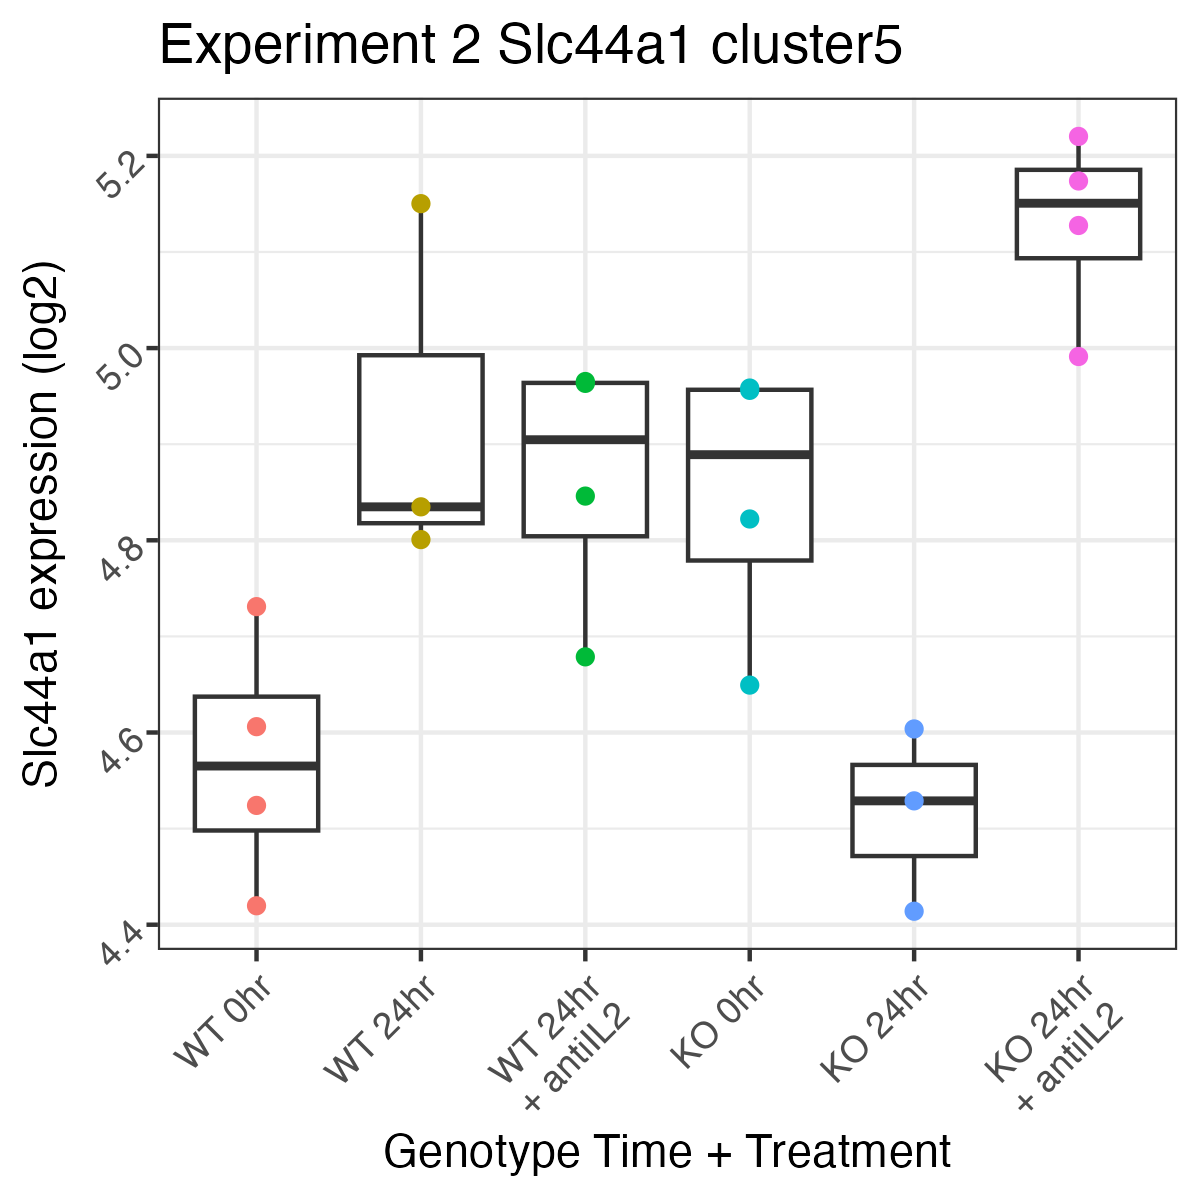 Experiment 2 Slc44a1 cluster5
Slc44a1 expression (log2)
5.2
5.0
4.8
4.6
4.4
WT 0hr
WT 24hr
WT 24hr
+ antiIL2
KO 0hr
KO 24hr
KO 24hr
+ antiIL2
Genotype Time + Treatment